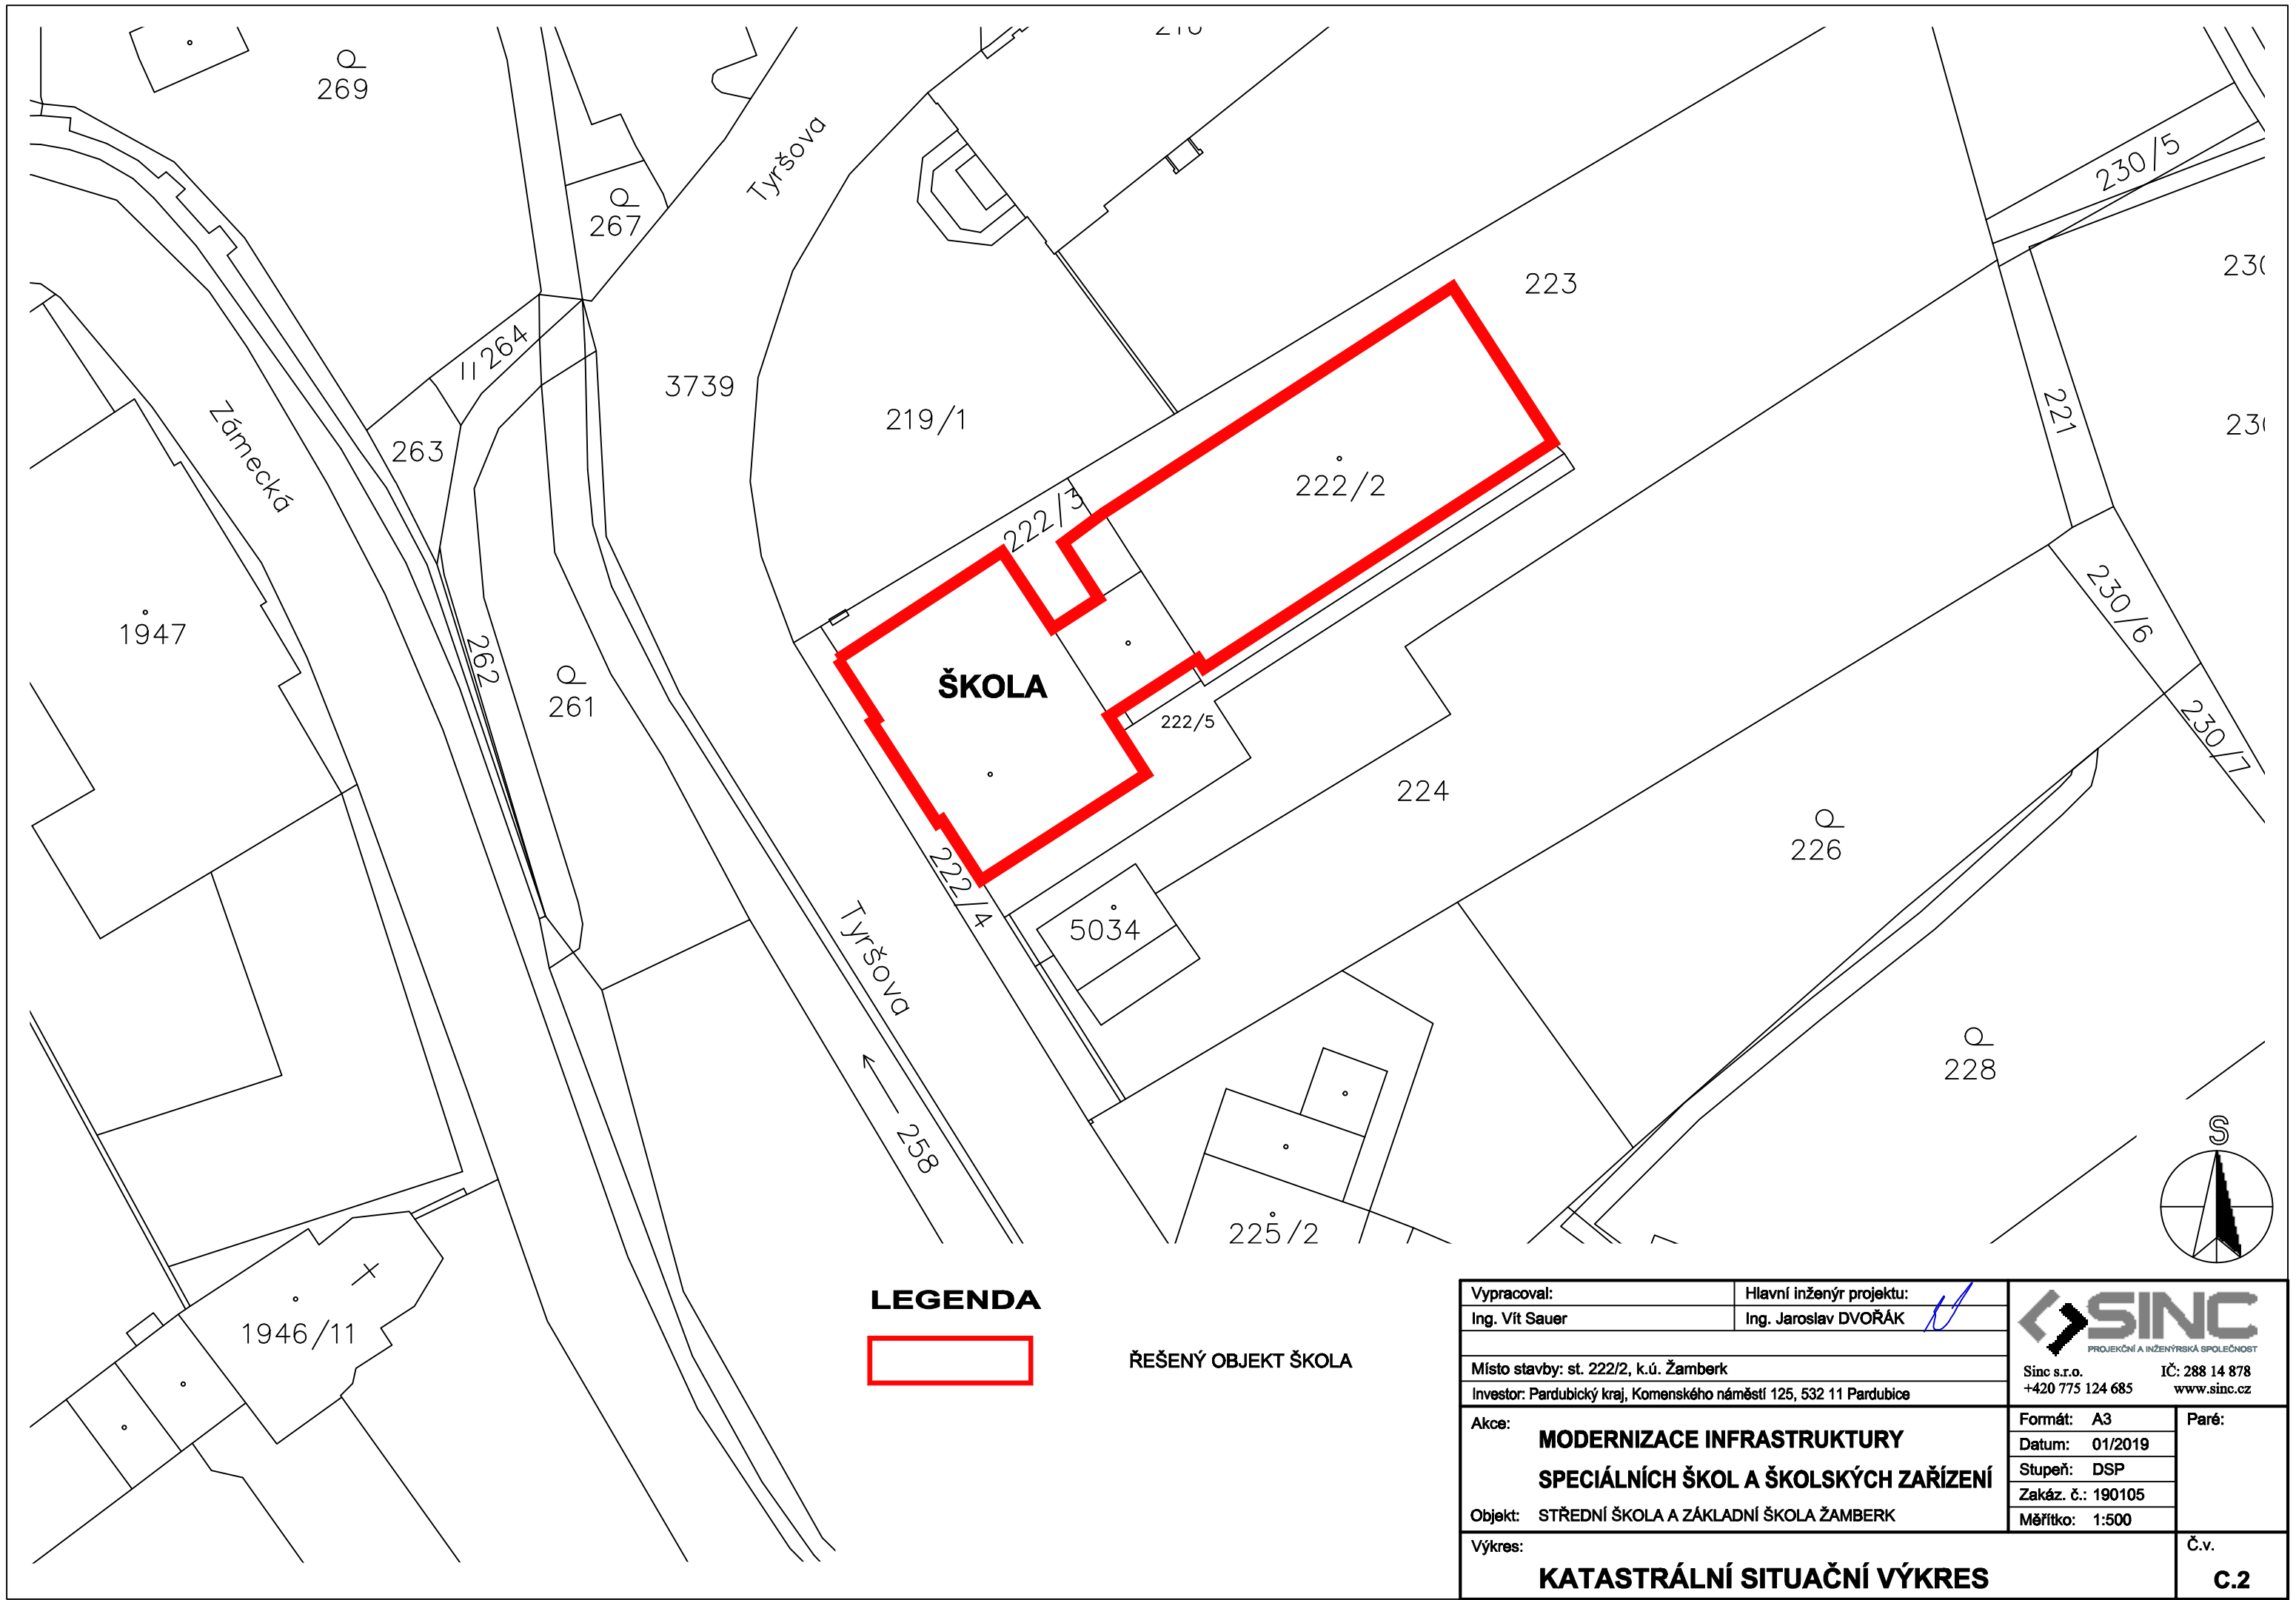 210
269
Tyršova
230/5
267
223
230
// 264
3739
Zámecká
263
219/1
221
230
222/2
222/3
1947
262
261
ŠKOLA
222/5
230/6
230/7
224
226
222/4
5034
Tyršova
228
258
S
225/2
1946/11
LEGENDA
ŘEŠENÝ OBJEKT ŠKOLA
Vypracoval:
Hlavní inženýr projektu:
Ing. Vít Sauer
Ing. Jaroslav DVOŘÁK
SINC
PROJEKČNÍ A INŽENÝRSKÁ SPOLEČNOST
Sinc s.r.o. IČ: 288 14 878
+420 775 124 685 www.sinc.cz
Místo stavby: st. 222/2, k.ú. Žamberk
Investor: Pardubický kraj, Komenského náměstí 125, 532 11 Pardubice
Akce:
MODERNIZACE INFRASTRUKTURY
SPECIÁLNÍCH ŠKOL A ŠKOLSKÝCH ZAŘÍZENÍ
Objekt: STŘEDNÍ ŠKOLA A ZÁKLADNÍ ŠKOLA ŽAMBERK
Formát: A3
Datum: 01/2019
Stupeň: DSP
Zakáz. č.: 190105
Měřítko: 1:500
Paré:
Výkres:
KATASTRÁLNÍ SITUAČNÍ VÝKRES
Č.v.
C.2